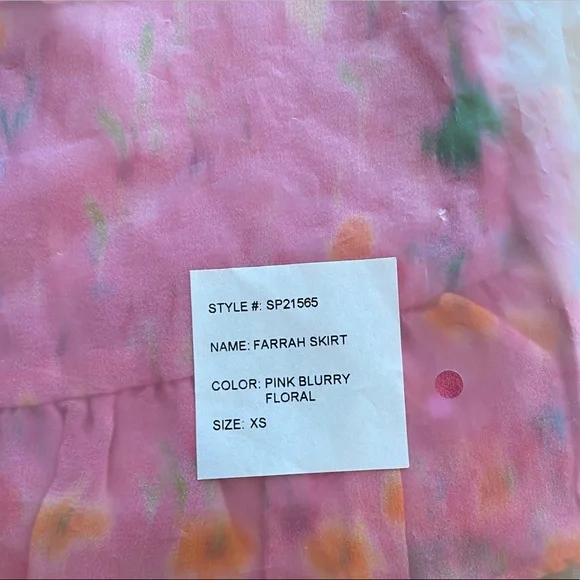 STYLE #: SP21565
NAME: FARRAH SKIRT
COLOR: PINK BLURRY
FLORAL
SIZE: XS